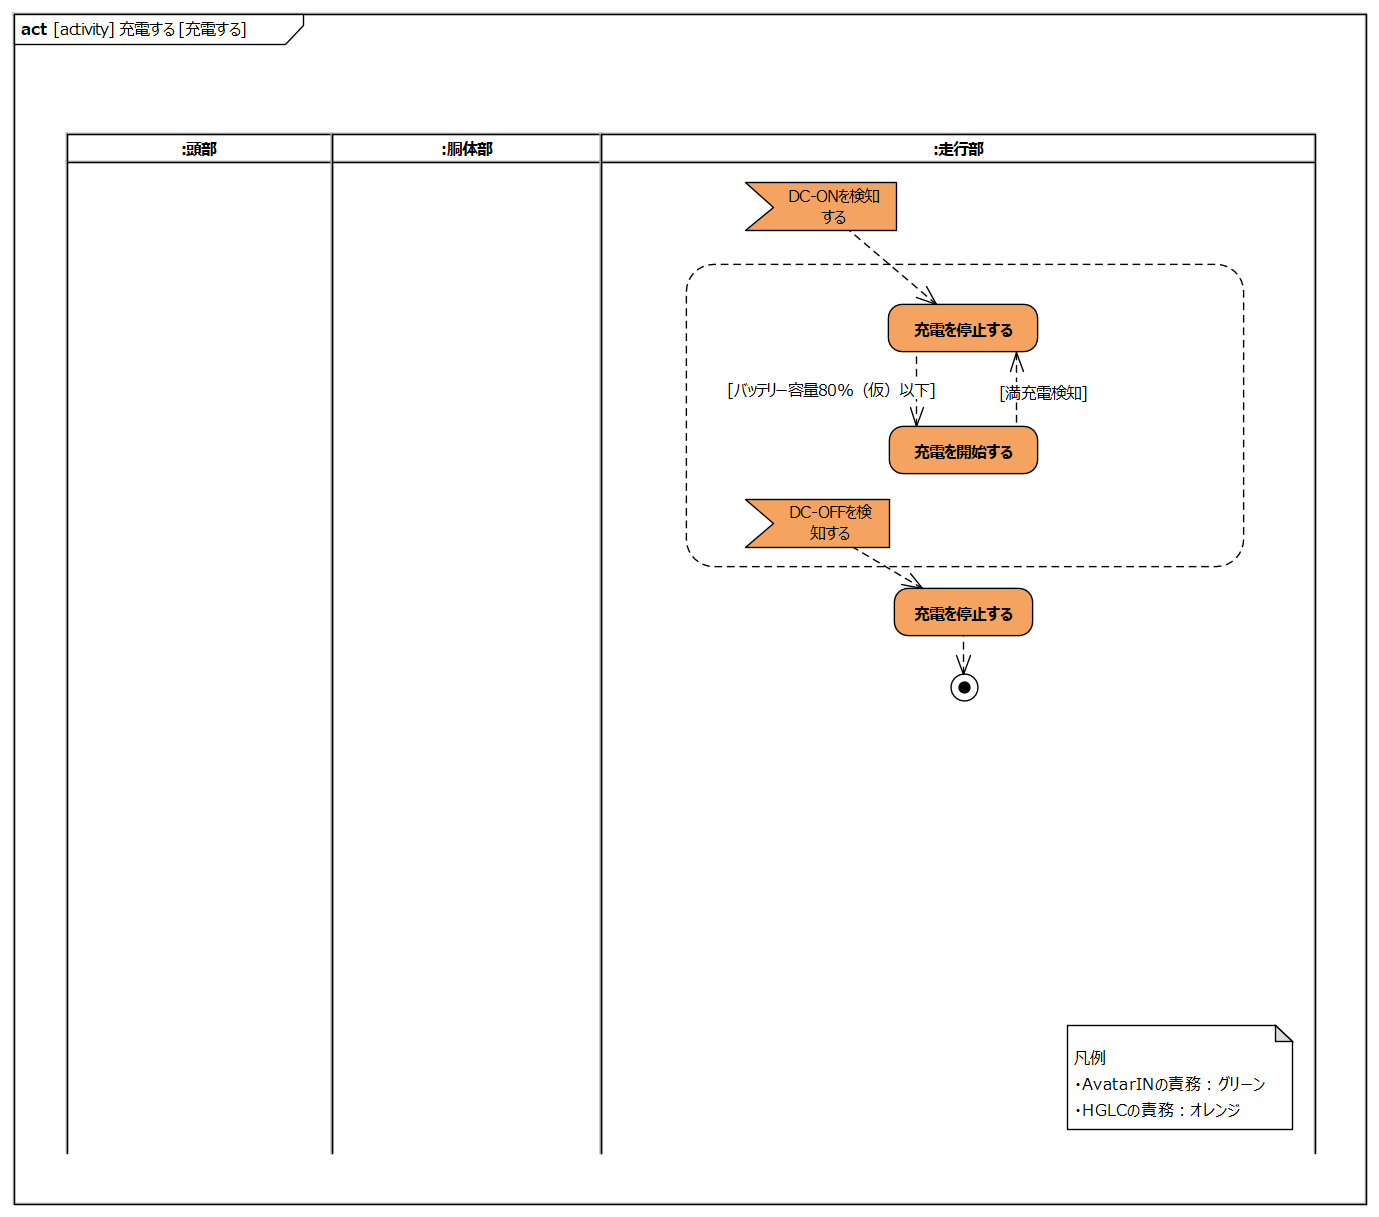 act [activity] 充電する [充電する]
:頭部
:胴体部
:走行部
DC-ONを検知
する
充電を停止する
[バッテリー容量80%（仮）以下]
[満充電検知]
充電を開始する
DC-OFFを検
知する
充電を停止する
凡例
・AvatarINの責務：グリーン
・HGLCの責務：オレンジ